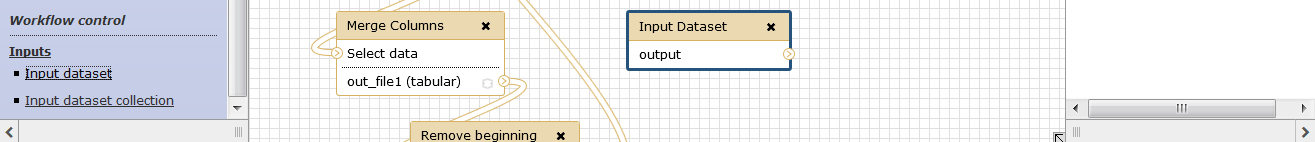 Workflow control
Inputs
Input dataset
Input dataset collection
Merge Columns
Select data
out_file1 (tabular)
Remove beginning
Input Dataset
output